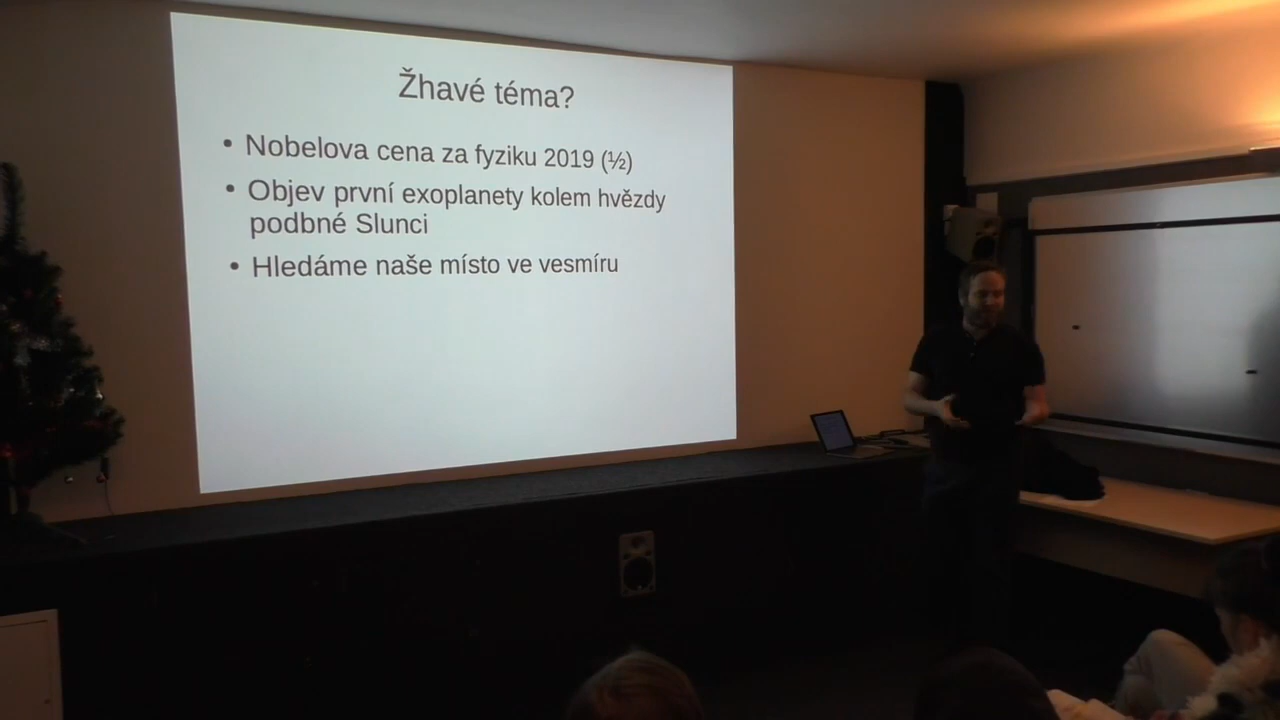 Žhavé téma?
• Nobelova cena za fyziku 2019 (½)
• Objev první exoplanety kolem hvězdy
podbné Slunci
• Hledáme naše místo ve vesmíru